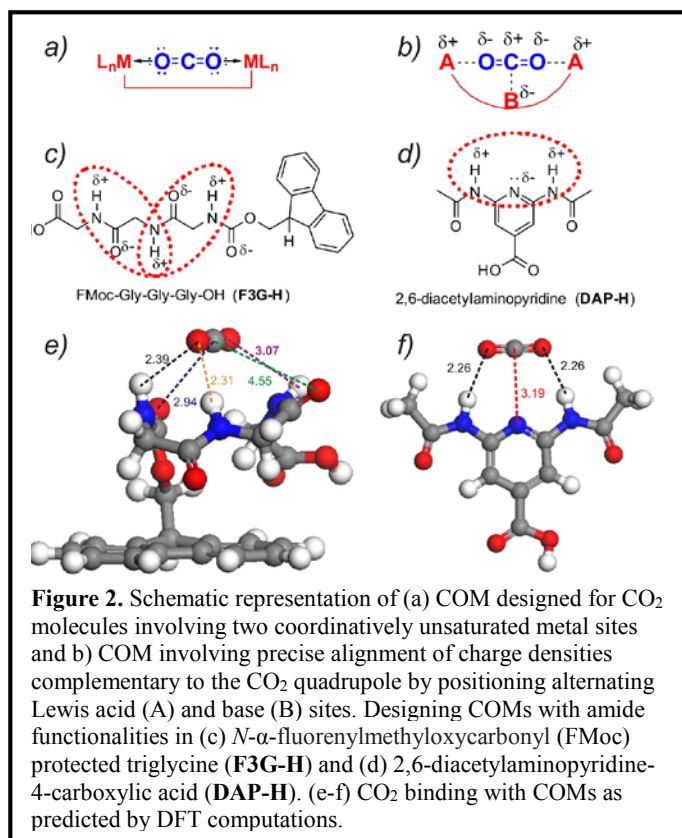 a)
LnM O=C=O MLn
b)
δ+ δ- δ+ δ- δ+
A O=C=O A
B δ-
c)
δ+ O δ- δ+
O H O H
O N N N O
O δ- H O δ-
δ+
FMoc-Gly-Gly-Gly-OH (F3G-H)
d)
δ+ δ- δ+
H H
N N N
O O
HO O
2,6-diacetylaminopyridine (DAP-H)
e)
2.39 3.07
2.31 4.55
2.94
f)
2.26 2.26
3.19
Figure 2. Schematic representation of (a) COM designed for CO₂
molecules involving two coordinatively unsaturated metal sites
and b) COM involving precise alignment of charge densities
complementary to the CO₂ quadrupole by positioning alternating
Lewis acid (A) and base (B) sites. Designing COMs with amide
functionalities in (c) N-α-fluorenylmethyloxycarbonyl (FMoc)
protected triglycine (F3G-H) and (d) 2,6-diacetylaminopyridine-
4-carboxylic acid (DAP-H). (e-f) CO₂ binding with COMs as
predicted by DFT computations.